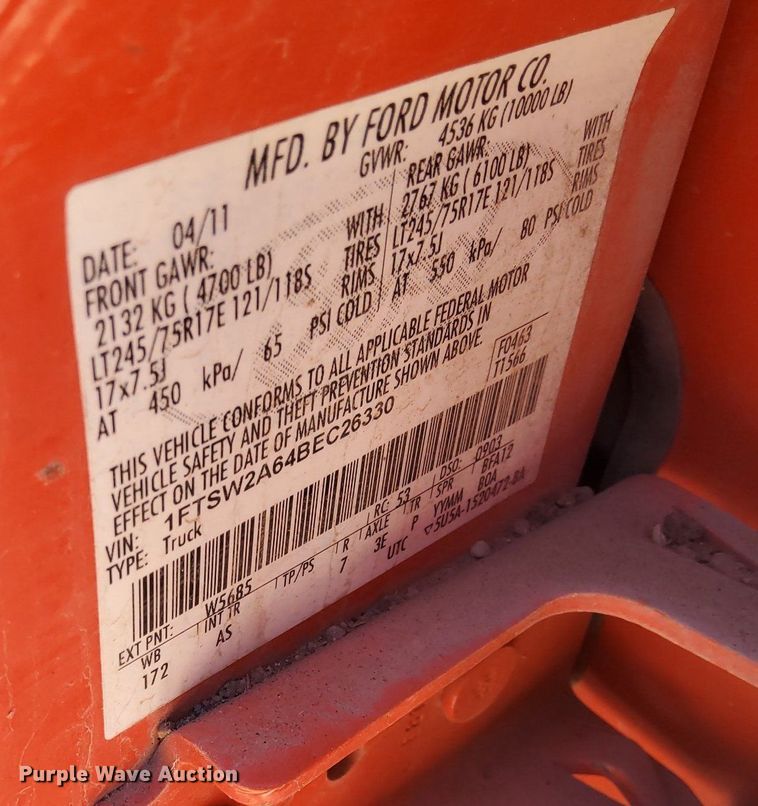 MFD. BY FORD MOTOR CO.
DATE: 04/11
GVWR: 4536 KG (10000 LB)
FRONT GAWR:
2132 KG ( 4700 LB) WITH
LT245/75R17E 121/118S TIRES
17x7.5J RIMS
AT 450 kPa/ 65 PSI COLD
REAR GAWR:
2767 KG ( 6100 LB) WITH
LT245/75R17E 121/118S TIRES
17x7.5J RIMS
AT 550 kPa/ 80 PSI COLD
THIS VEHICLE CONFORMS TO ALL APPLICABLE FEDERAL MOTOR
VEHICLE SAFETY AND THEFT PREVENTION STANDARDS IN
EFFECT ON THE DATE OF MANUFACTURE SHOWN ABOVE
VIN: 1FTSW2A64BEC26330
TYPE: Truck
F0463
T1566
EXT PNT: W5685 RC: 53 DSO: 0903
WB INT TR TP/PS R AXLE TR SPR BFA12
172 AS 7 3E P YYMM BOA
UTC ▽5U5A-1520472-BA
Purple Wave Auction